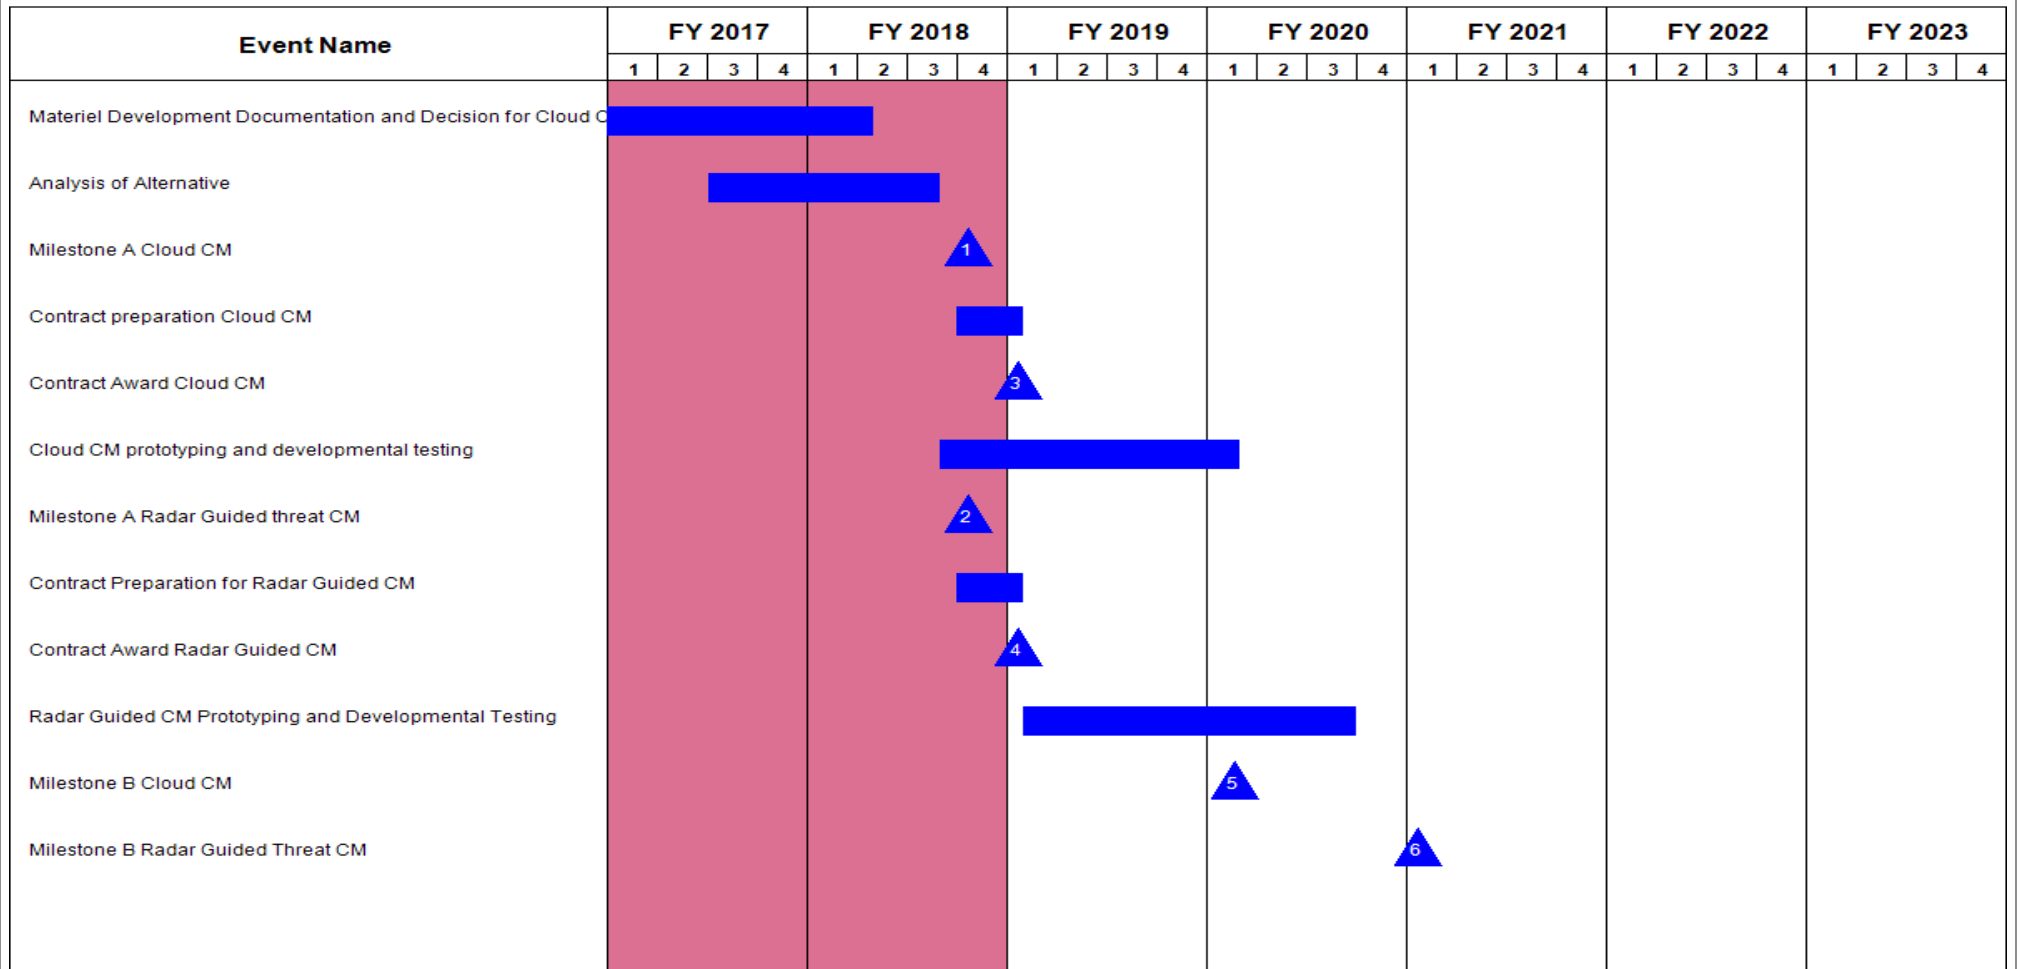 Event Name
FY 2017 FY 2018 FY 2019 FY 2020 FY 2021 FY 2022 FY 2023
1 2 3 4 1 2 3 4 1 2 3 4 1 2 3 4 1 2 3 4 1 2 3 4 1 2 3 4
Materiel Development Documentation and Decision for Cloud C
Analysis of Alternative
Milestone A Cloud CM
1
Contract preparation Cloud CM
Contract Award Cloud CM
3
Cloud CM prototyping and developmental testing
Milestone A Radar Guided threat CM
2
Contract Preparation for Radar Guided CM
Contract Award Radar Guided CM
4
Radar Guided CM Prototyping and Developmental Testing
Milestone B Cloud CM
5
Milestone B Radar Guided Threat CM
6